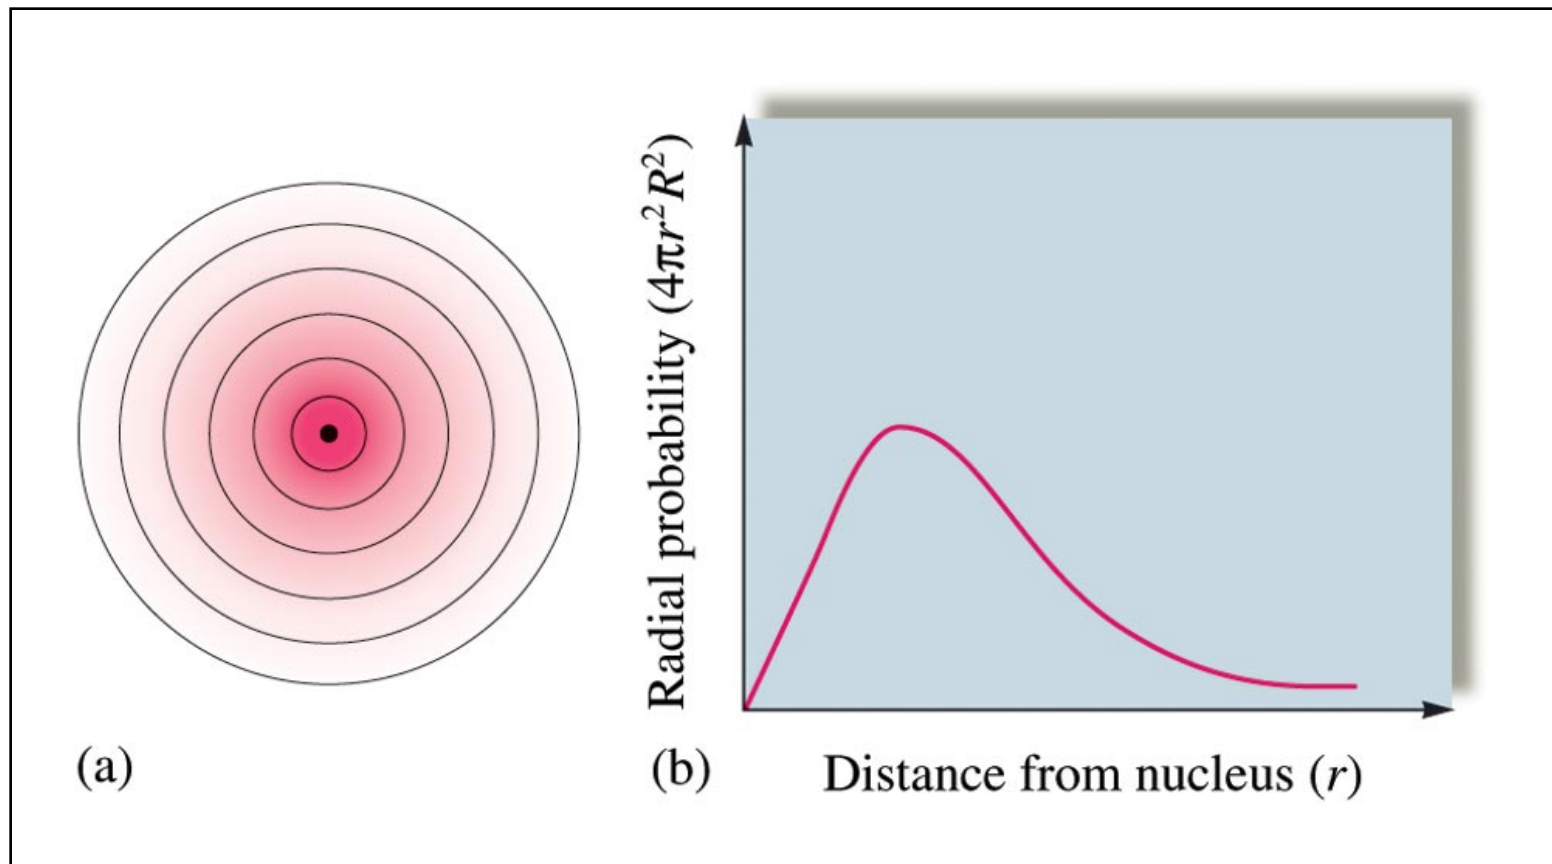 Radial probability (4πr²R²)
(a)
(b)
Distance from nucleus (r)